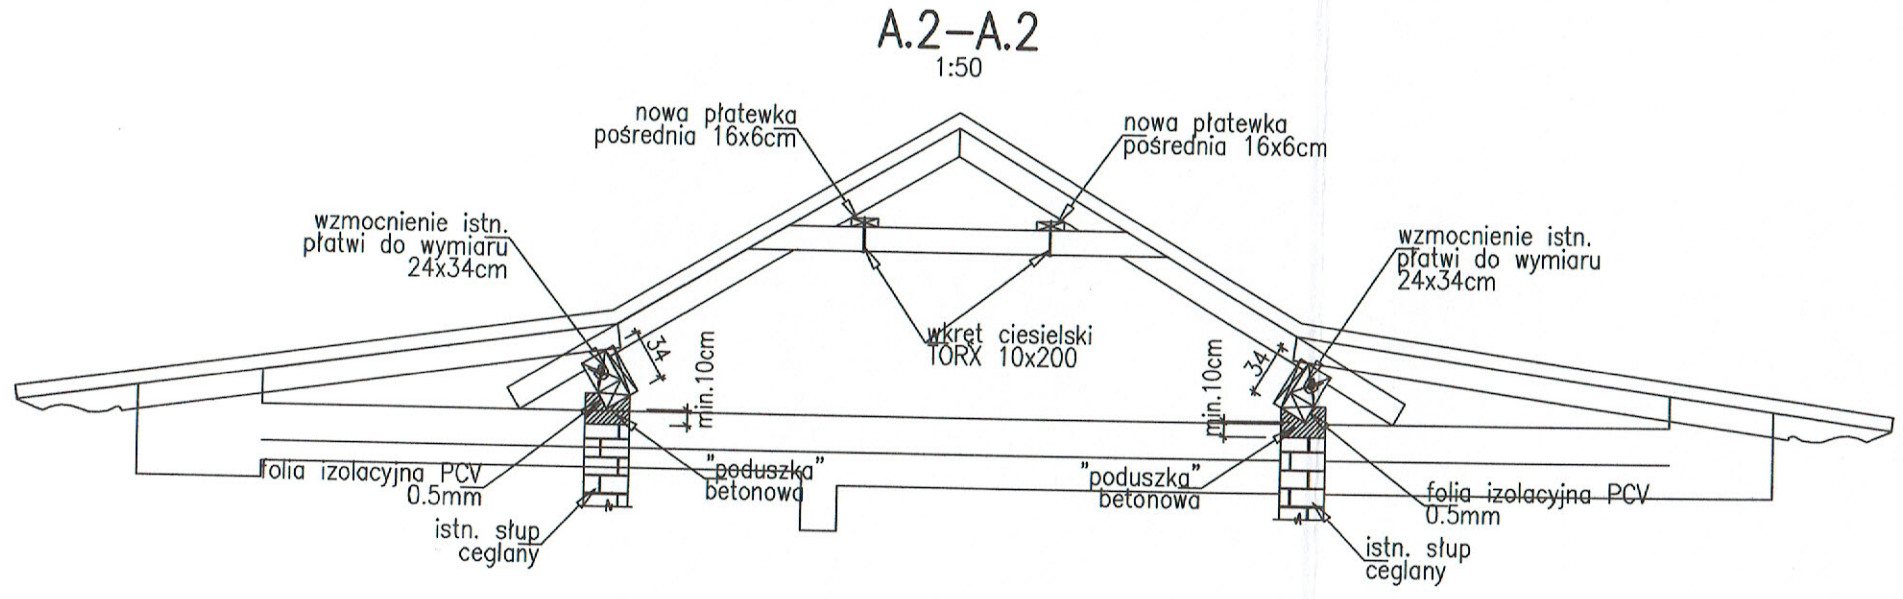 A.2-A.2
1:50
nowa płatewka
pośrednia 16x6cm
nowa płatewka
pośrednia 16x6cm
wzmocnienie istn.
płatwi do wymiaru
24x34cm
wzmocnienie istn.
płatwi do wymiaru
24x34cm
wkręt ciesielski
TORX 10x200
34
min.10cm
34
min.10cm
folia izolacyjna PCV
0.5mm
"poduszka"
betonowa
"poduszka"
betonowa
folia izolacyjna PCV
0.5mm
istn. słup
ceglany
istn. słup
ceglany